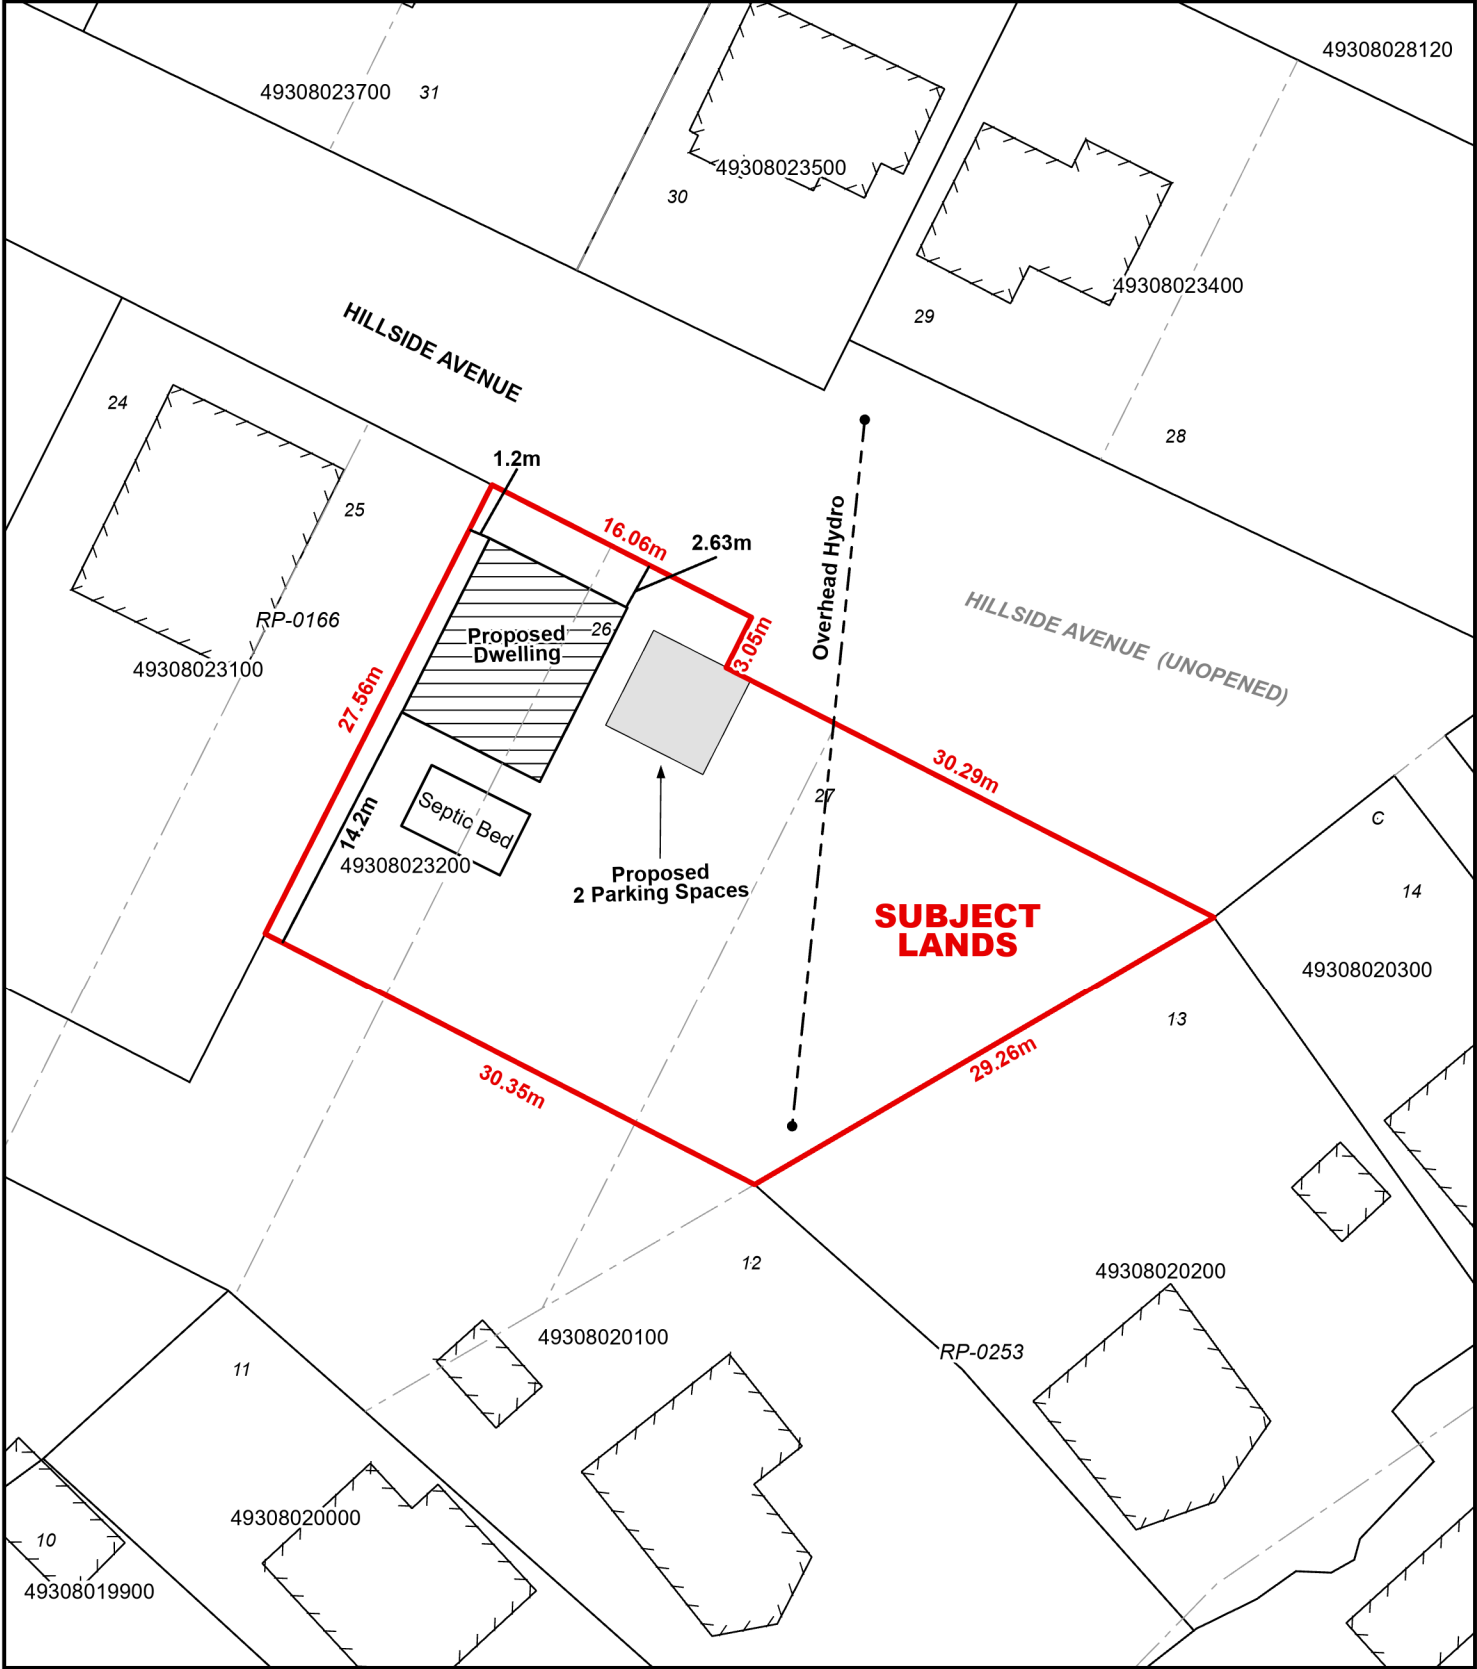 49308028120
49308023700
31
49308023500
30
49308023400
29
HILLSIDE AVENUE
24
28
1.2m
25
16.06m
2.63m
Overhead Hydro
HILLSIDE AVENUE (UNOPENED)
RP-0166
26
Proposed
Dwelling
3.05m
49308023100
27.56m
30.29m
27
14.2m
Septic Bed
C
49308023200
Proposed
2 Parking Spaces
14
SUBJECT
LANDS
49308020300
13
30.35m
29.26m
12
49308020200
49308020100
RP-0253
11
49308020000
10
49308019900